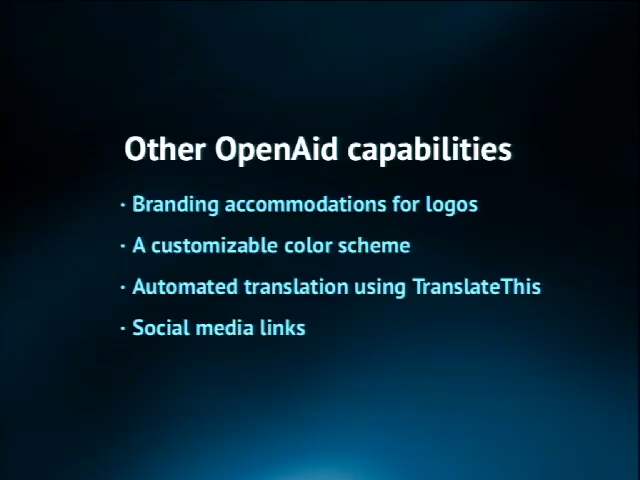 Other OpenAid capabilities
· Branding accommodations for logos
· A customizable color scheme
· Automated translation using TranslateThis
· Social media links